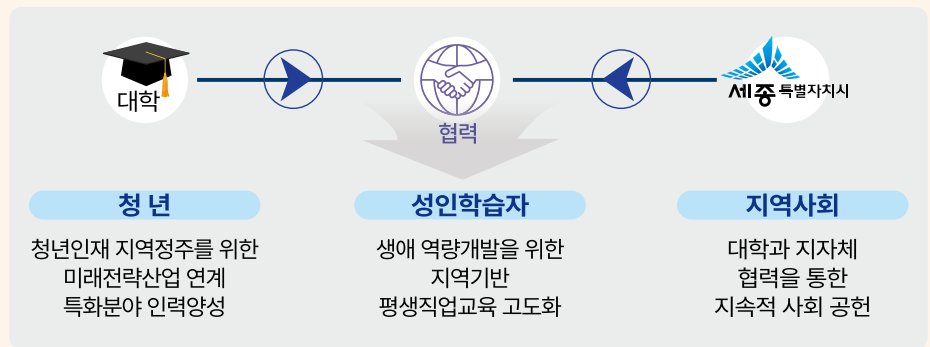 대학
협력
세종특별자치시
청 년
청년인재 지역정주를 위한
미래전략산업 연계
특화분야 인력양성
성인학습자
생애 역량개발을 위한
지역기반
평생직업교육 고도화
지역사회
대학과 지자체
협력을 통한
지속적 사회 공헌